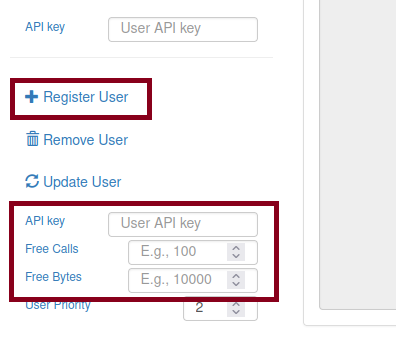 API key User API key
Register User
Remove User
Update User
API key User API key
Free Calls E.g., 100
Free Bytes E.g., 10000
User Priority 2